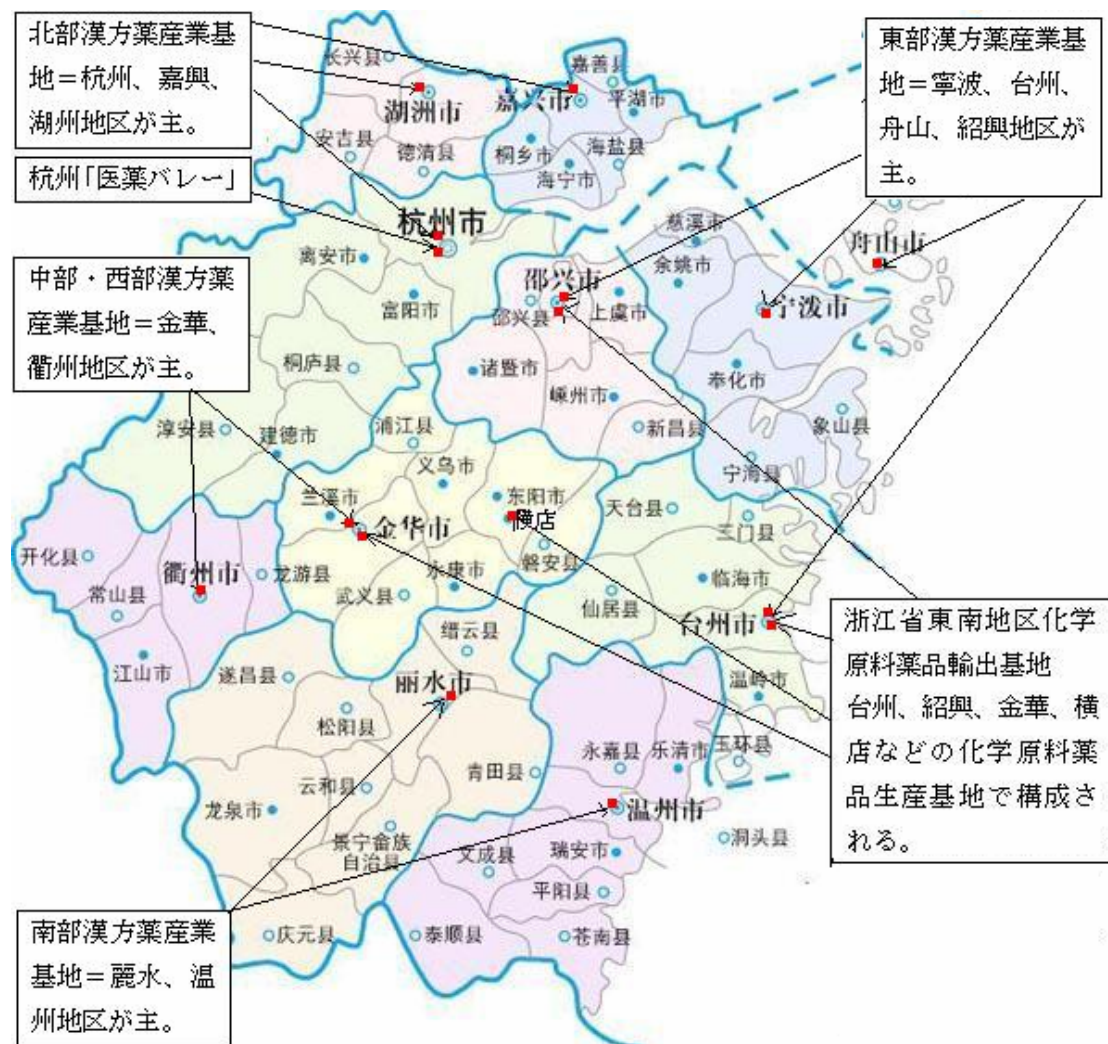 北部漢方薬産業基
地＝杭州、嘉興、
湖州地区が主。
杭州「医薬バレー」
中部・西部漢方薬
産業基地＝金華、
衢州地区が主。
南部漢方薬産業
基地＝麗水、温
州地区が主。
東部漢方薬産業基
地＝寧波、台州、
舟山、紹興地区が
主。
浙江省東南地区化学
原料薬品輸出基地
台州、紹興、金華、横
店などの化学原料薬
品生産基地で構成さ
れる。
长兴县
湖洲市
安吉县
德清县
嘉善县
嘉兴市
平湖市
桐乡市
海盐县
海宁市
杭州市
离安市
富阳市
桐庐县
淳安县
建德市
慈溪市
余姚市
舟山市
宁泼市
邵兴市
邵兴县
上虞市
诸暨市
嵊州市
新昌县
奉化市
象山县
宁海县
浦江县
义乌市
兰溪市
东阳市
横店
金华市
磐安县
永康市
武义县
天台县
三门县
临海市
仙居县
台州市
温岭市
玉环县
开化县
衢州市
龙游县
常山县
江山市
缙云县
遂昌县
丽水市
松阳县
云和县
青田县
龙泉市
景宁畲族
自治县
庆元县
永嘉县
乐清市
温州市
洞头县
文成县
瑞安市
平阳县
泰顺县
苍南县